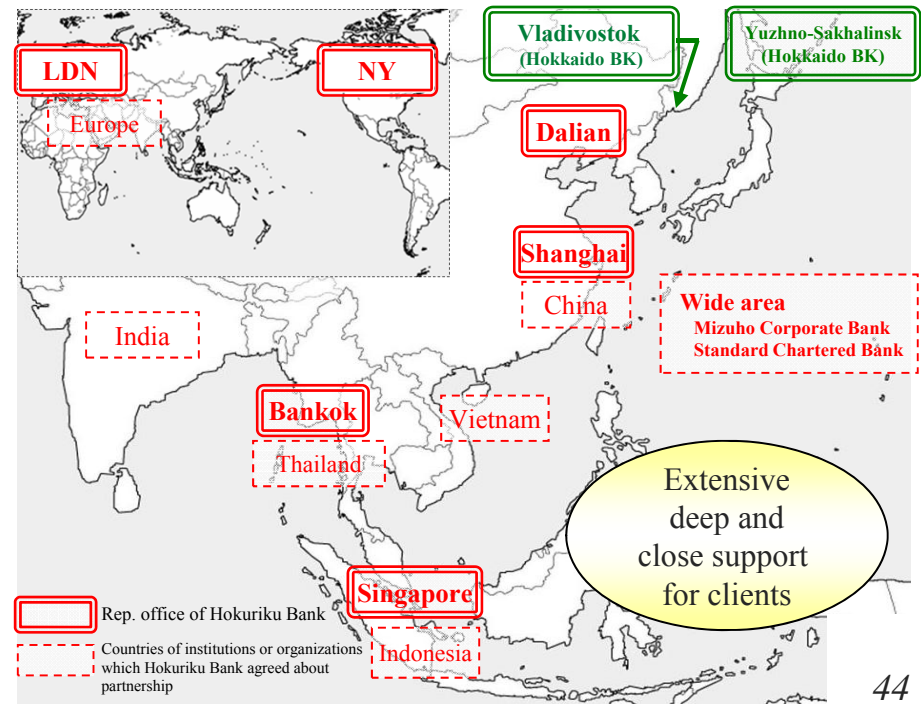 LDN
NY
Europe
Vladivostok
(Hokkaido BK)
Yuzhno-Sakhalinsk
(Hokkaido BK)
Dalian
Shanghai
China
Wide area
Mizuho Corporate Bank
Standard Chartered Bank
India
Bankok
Thailand
Vietnam
Extensive
deep and
close support
for clients
Singapore
Indonesia
Rep. office of Hokuriku Bank
Countries of institutions or organizations
which Hokuriku Bank agreed about
partnership
44